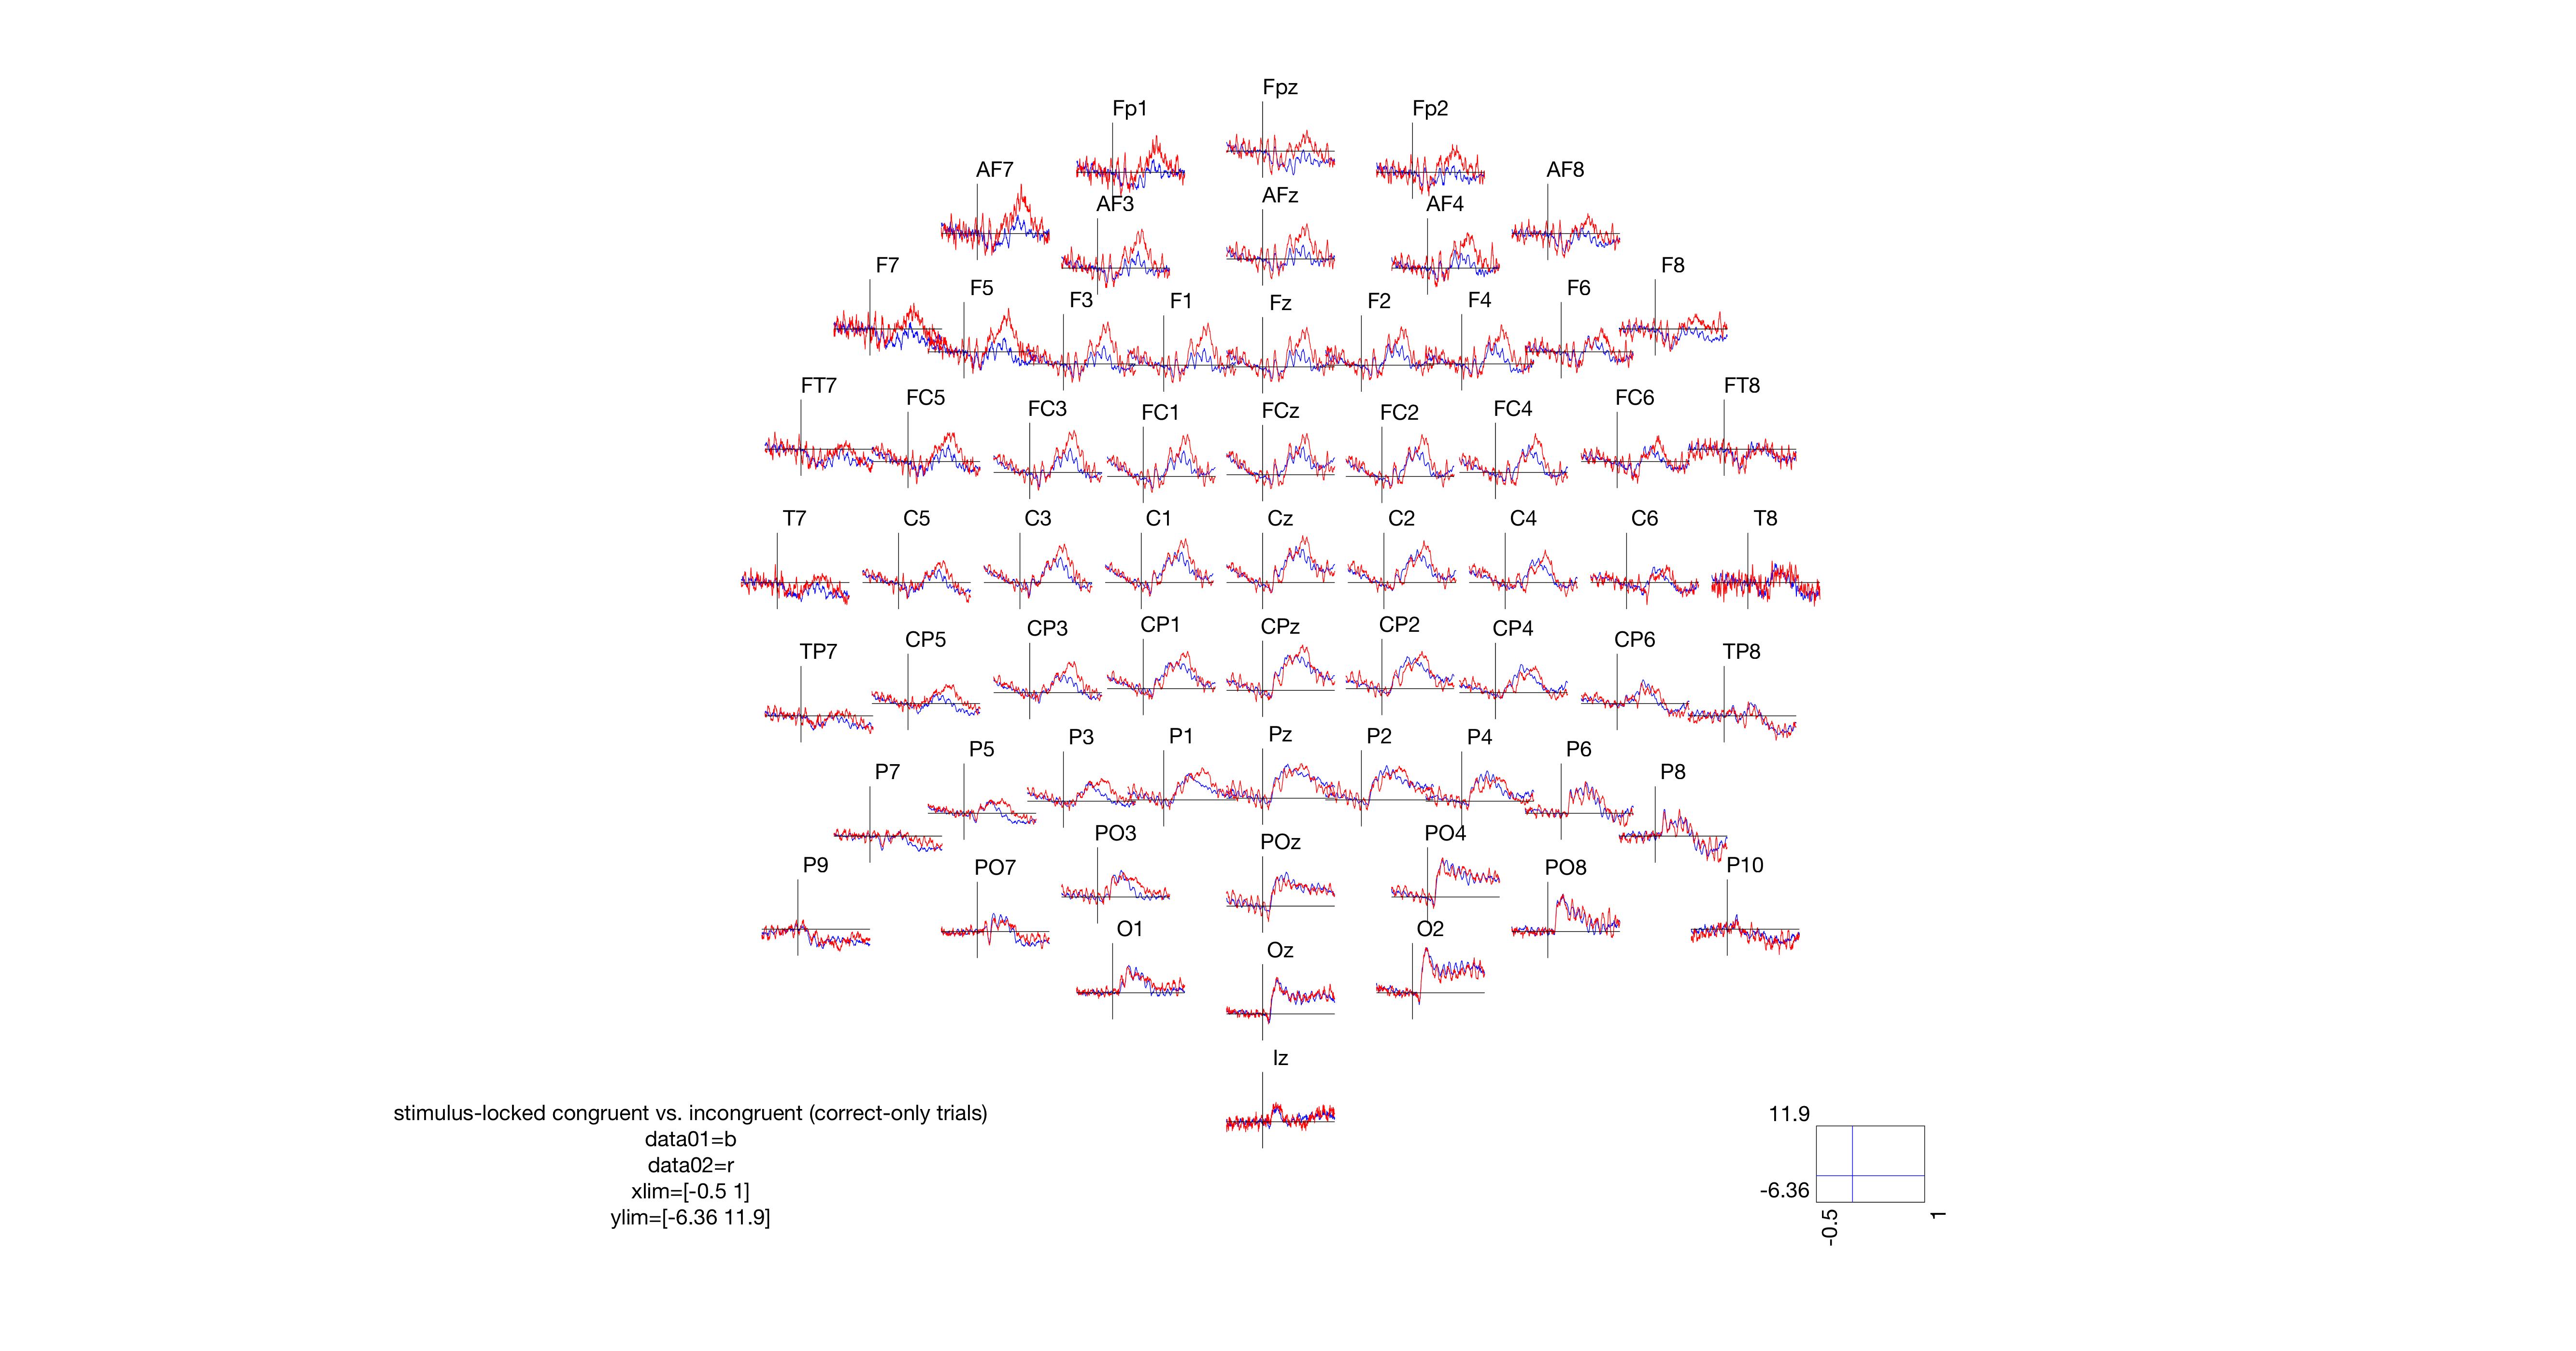 Fpz
Fp1
Fp2
AF7
AF8
AFz
AF3
AF4
F7
F8
F5
F6
F3
F1
Fz
F2
F4
FT7
FT8
FC5
FC6
FC3
FC1
FCz
FC2
FC4
T7
C5
C3
C1
Cz
C2
C4
C6
T8
CP3
CP1
CPz
CP2
CP4
CP5
CP6
TP7
TP8
P3
P1
Pz
P2
P4
P5
P6
P7
P8
PO3
POz
PO4
P9
PO7
PO8
P10
O1
O2
Oz
Iz
stimulus-locked congruent vs. incongruent (correct-only trials)
data01=b
data02=r
xlim=[-0.5 1]
ylim=[-6.36 11.9]
11.9
-6.36
-0.5
1